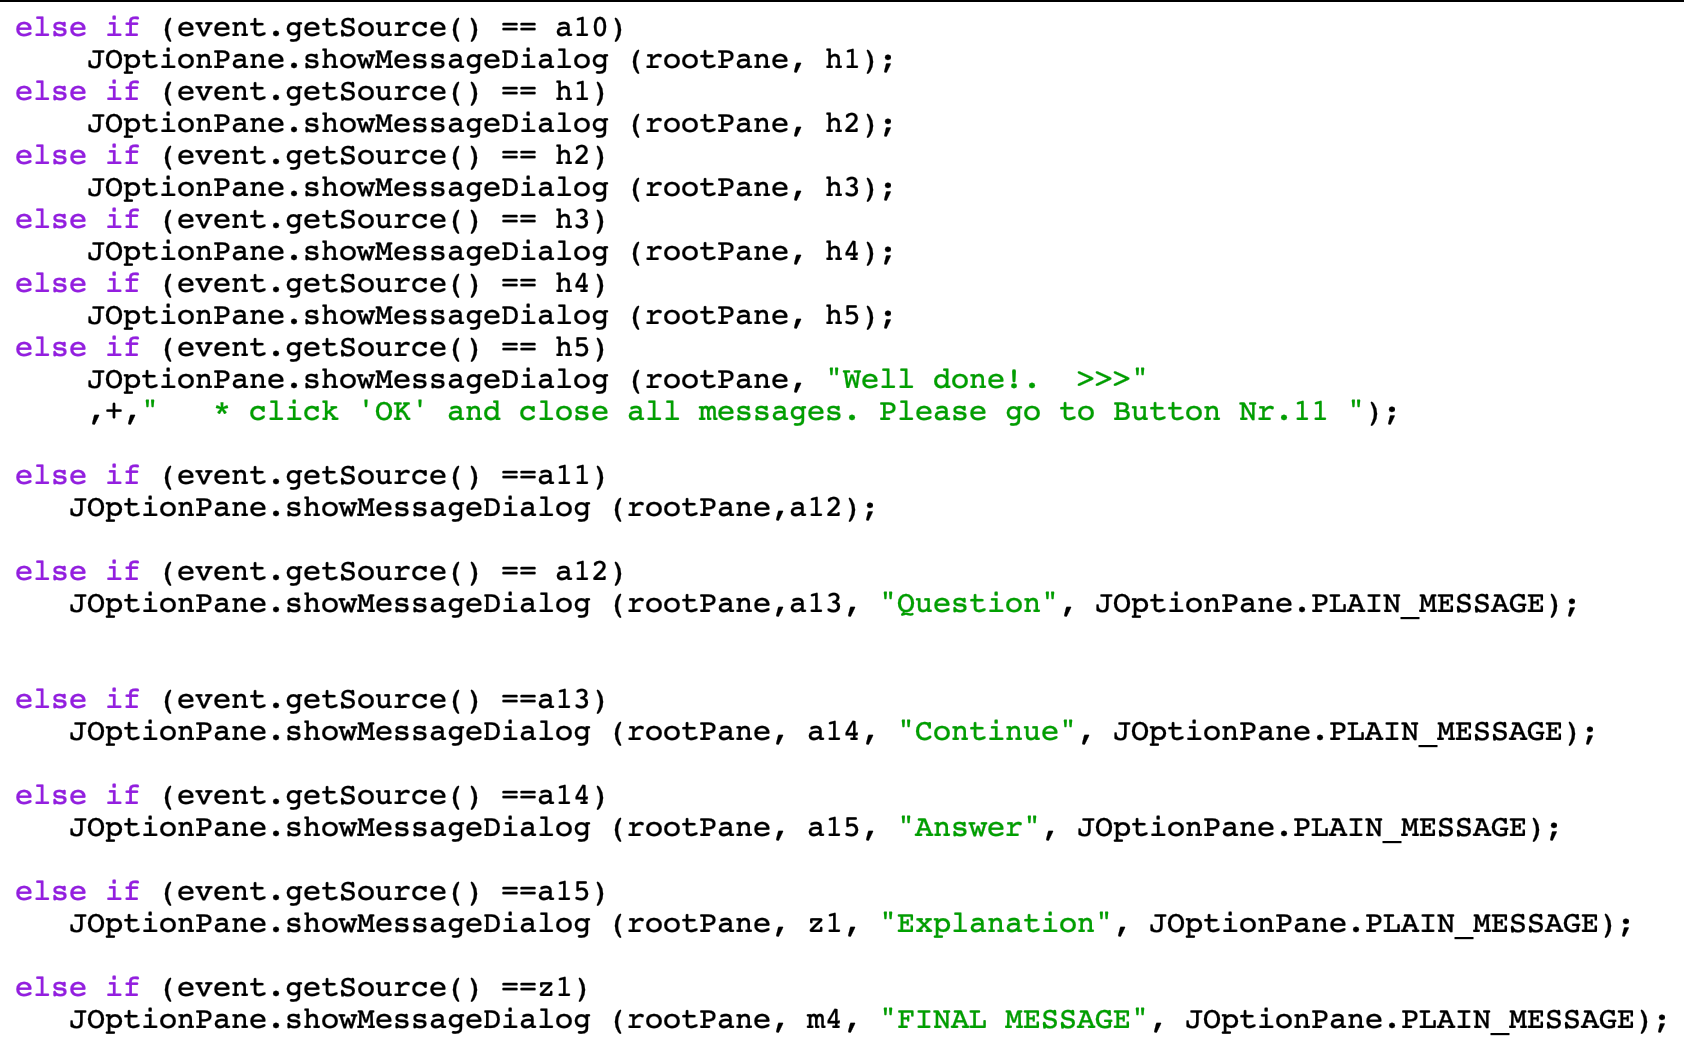 else if (event.getSource() == a10)
    JOptionPane.showMessageDialog (rootPane, h1);
else if (event.getSource() == h1)
    JOptionPane.showMessageDialog (rootPane, h2);
else if (event.getSource() == h2)
    JOptionPane.showMessageDialog (rootPane, h3);
else if (event.getSource() == h3)
    JOptionPane.showMessageDialog (rootPane, h4);
else if (event.getSource() == h4)
    JOptionPane.showMessageDialog (rootPane, h5);
else if (event.getSource() == h5)
    JOptionPane.showMessageDialog (rootPane, "Well done!.  >>>"
    ,+,"   * click 'OK' and close all messages. Please go to Button Nr.11 ");
else if (event.getSource() ==a11)
   JOptionPane.showMessageDialog (rootPane,a12);
else if (event.getSource() == a12)
   JOptionPane.showMessageDialog (rootPane,a13, "Question", JOptionPane.PLAIN_MESSAGE);
else if (event.getSource() ==a13)
   JOptionPane.showMessageDialog (rootPane, a14, "Continue", JOptionPane.PLAIN_MESSAGE);
else if (event.getSource() ==a14)
   JOptionPane.showMessageDialog (rootPane, a15, "Answer", JOptionPane.PLAIN_MESSAGE);
else if (event.getSource() ==a15)
   JOptionPane.showMessageDialog (rootPane, z1, "Explanation", JOptionPane.PLAIN_MESSAGE);
else if (event.getSource() ==z1)
   JOptionPane.showMessageDialog (rootPane, m4, "FINAL MESSAGE", JOptionPane.PLAIN_MESSAGE);